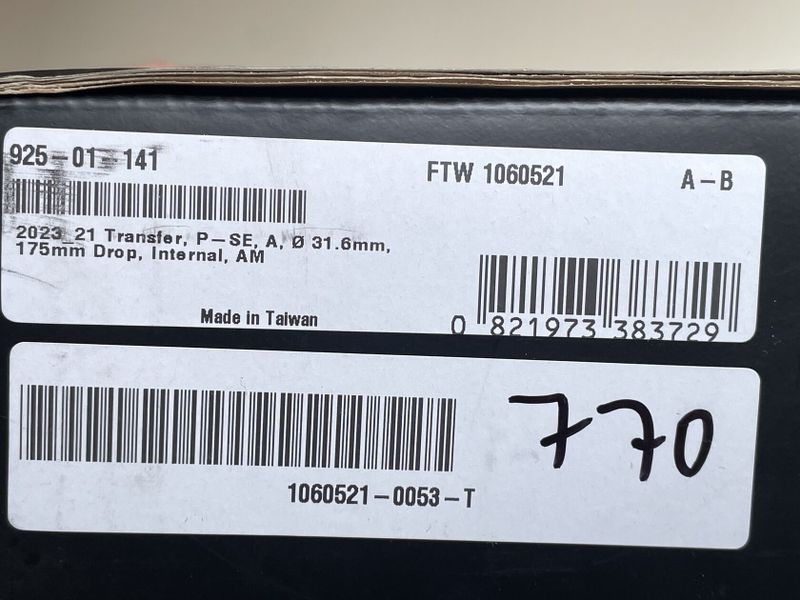 925-01-141
FTW 1060521
A-B
2023_21 Transfer, P-SE, A, Ø 31.6mm,
175mm Drop, Internal, AM
Made in Taiwan
0 821973 383729
1060521-0053-T
770